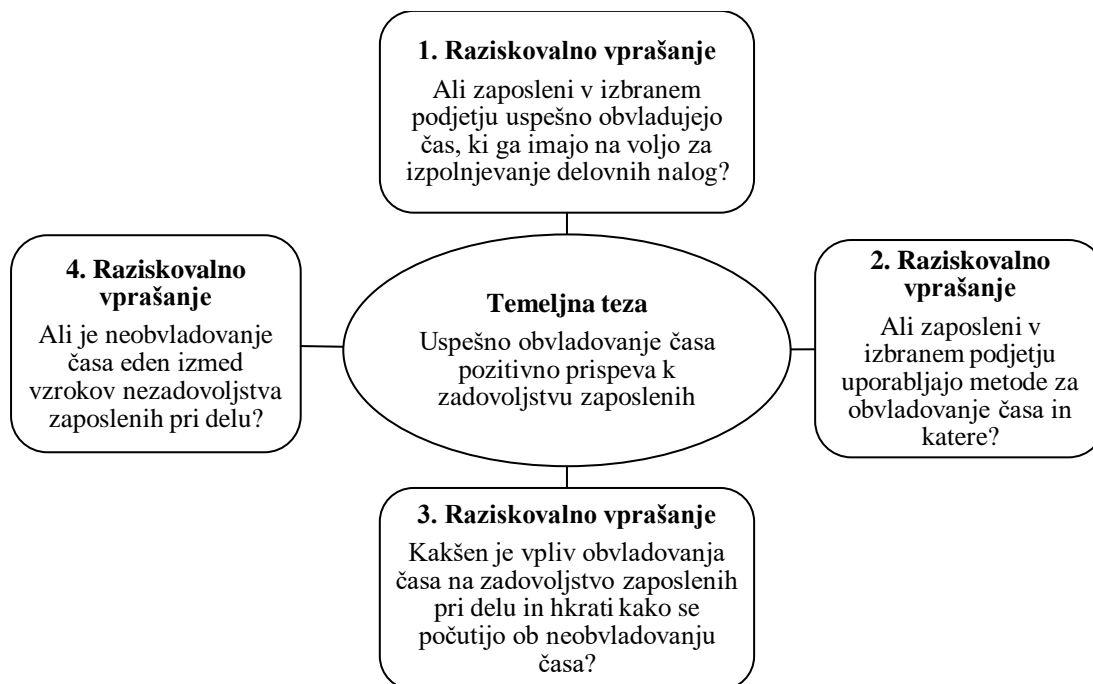 1. Raziskovalno vprašanje
Ali zaposleni v izbranem
podjetju uspešno obvladujejo
čas, ki ga imajo na voljo za
izpolnjevanje delovnih nalog?
4. Raziskovalno
vprašanje
Ali je neobvladovanje
časa eden izmed
vzrokov nezadovoljstva
zaposlenih pri delu?
Temeljna teza
Uspešno obvladovanje časa
pozitivno prispeva k
zadovoljstvu zaposlenih
2. Raziskovalno
vprašanje
Ali zaposleni v
izbranem podjetju
uporabljajo metode za
obvladovanje časa in
katere?
3. Raziskovalno vprašanje
Kakšen je vpliv obvladovanja
časa na zadovoljstvo zaposlenih
pri delu in hkrati kako se
počutijo ob neobvladovanju
časa?